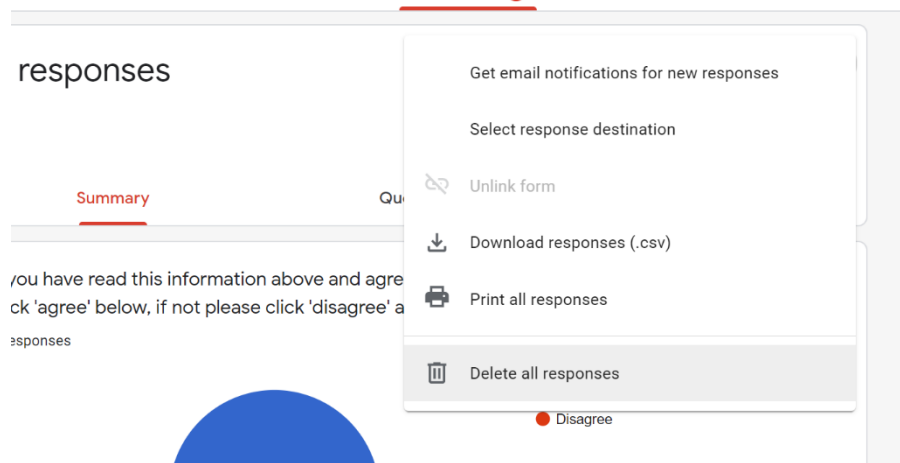 responses
Get email notifications for new responses
Select response destination
Unlink form
Download responses (.csv)
Print all responses
Delete all responses
Summary
you have read this information above and agre
ck 'agree' below, if not please click 'disagree' a
esponses
Disagree